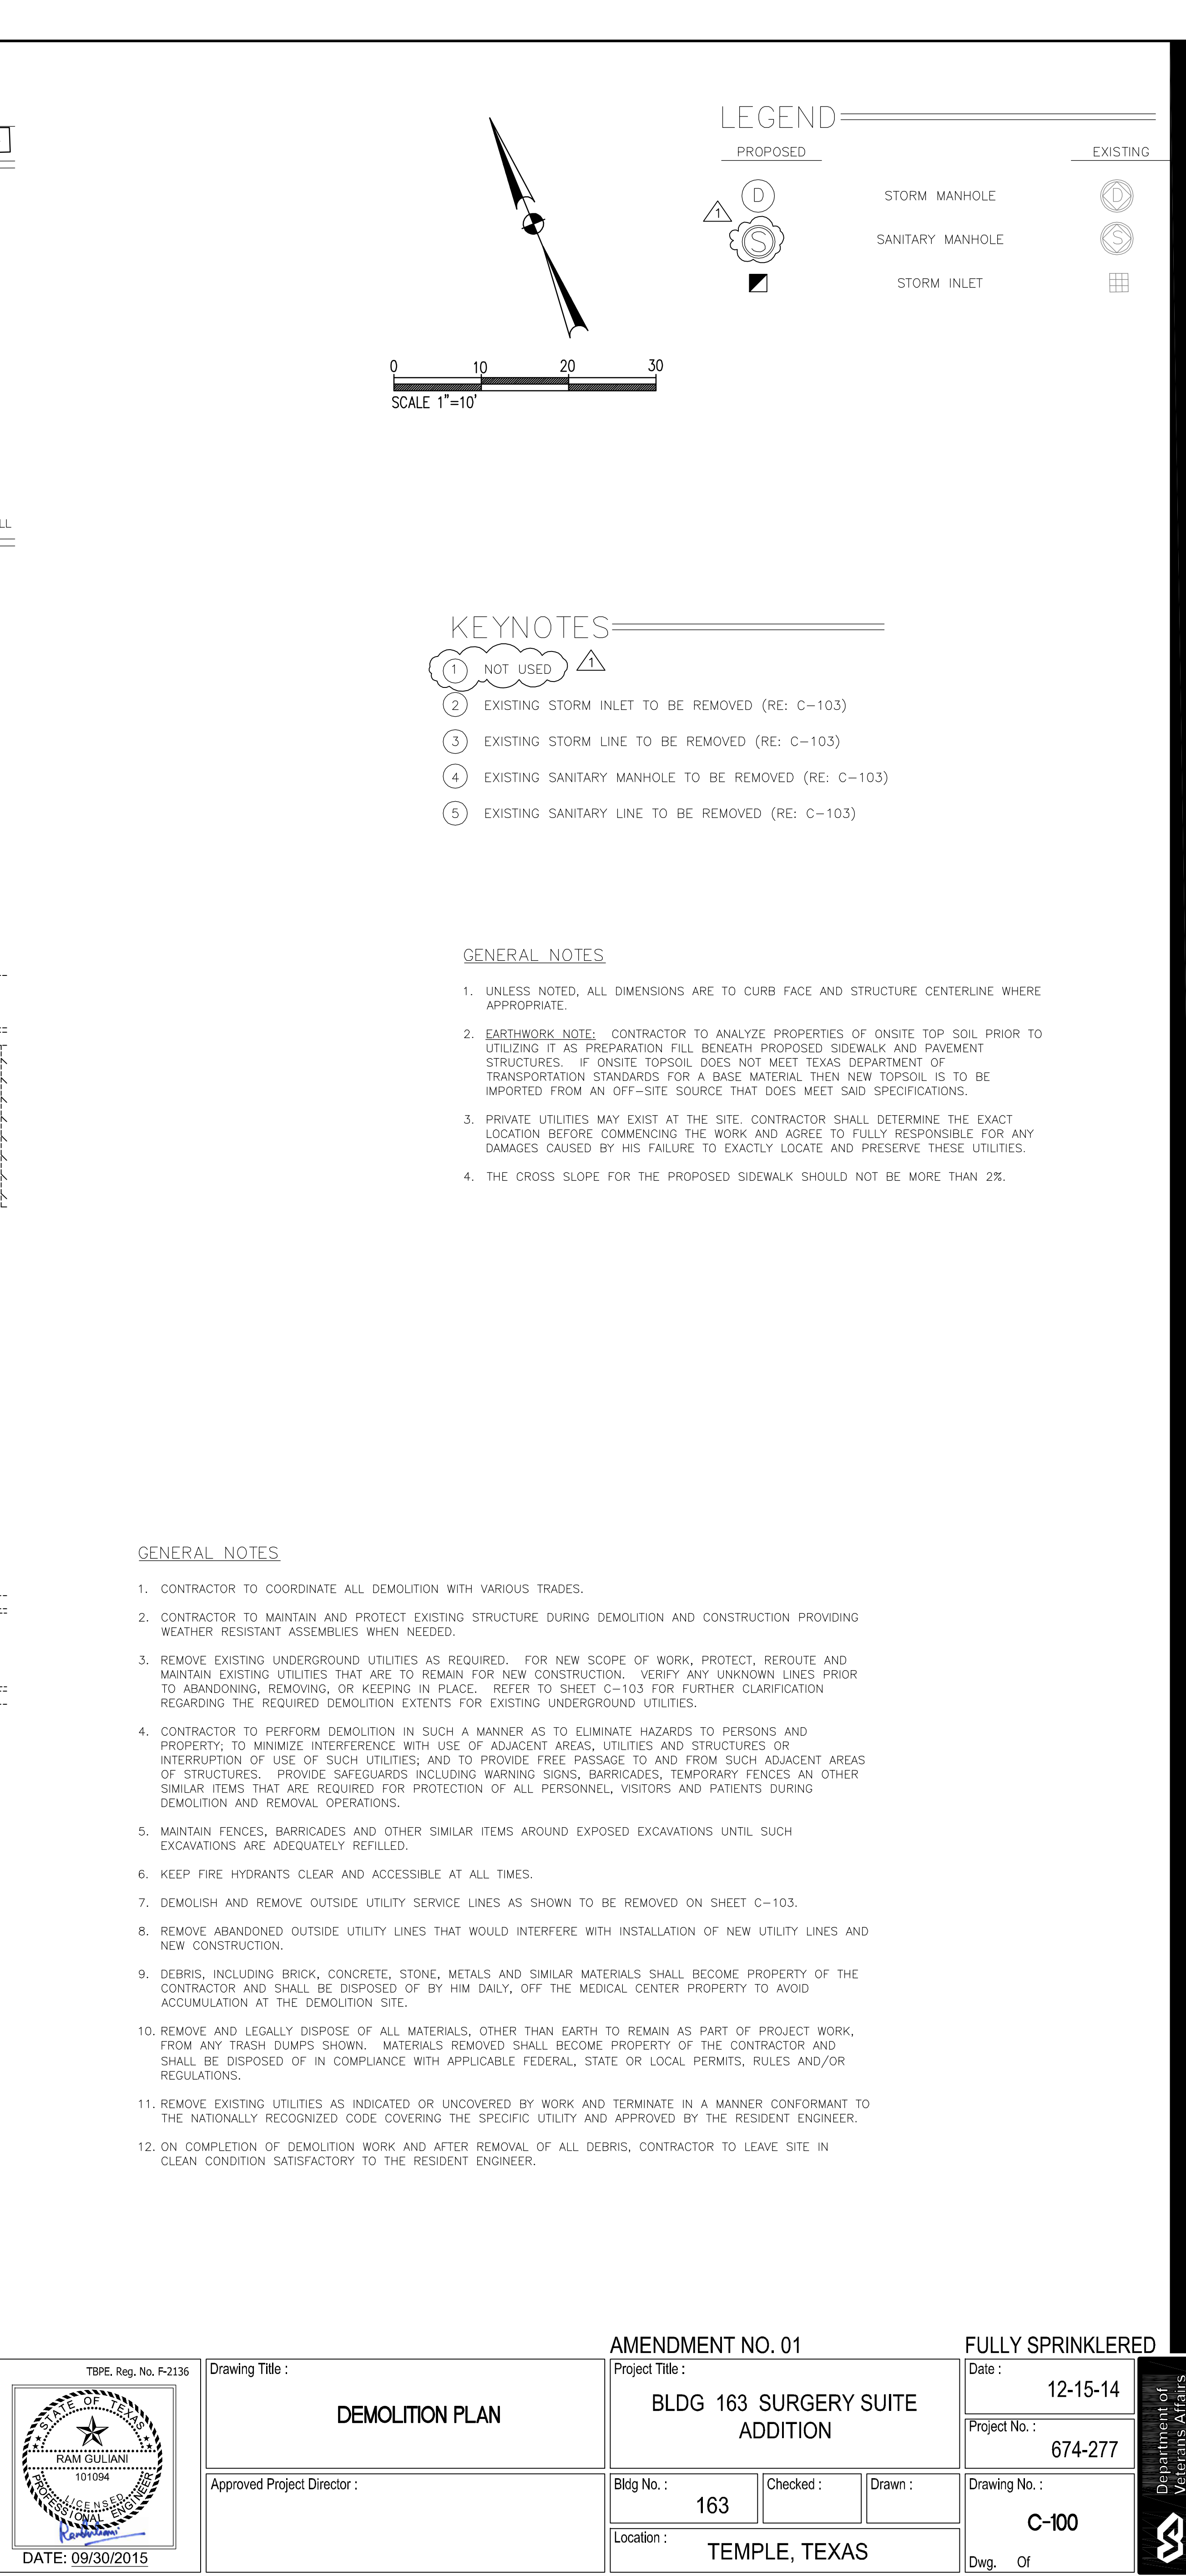 LEGEND
PROPOSED
EXISTING
D STORM MANHOLE D
1
S SANITARY MANHOLE S
STORM INLET
0 10 20 30
SCALE 1"=10'
LL
KEYNOTES
1 NOT USED 1
2 EXISTING STORM INLET TO BE REMOVED (RE: C-103)
3 EXISTING STORM LINE TO BE REMOVED (RE: C-103)
4 EXISTING SANITARY MANHOLE TO BE REMOVED (RE: C-103)
5 EXISTING SANITARY LINE TO BE REMOVED (RE: C-103)
GENERAL NOTES
1. UNLESS NOTED, ALL DIMENSIONS ARE TO CURB FACE AND STRUCTURE CENTERLINE WHERE
APPROPRIATE.
2. EARTHWORK NOTE: CONTRACTOR TO ANALYZE PROPERTIES OF ONSITE TOP SOIL PRIOR TO
UTILIZING IT AS PREPARATION FILL BENEATH PROPOSED SIDEWALK AND PAVEMENT
STRUCTURES. IF ONSITE TOPSOIL DOES NOT MEET TEXAS DEPARTMENT OF
TRANSPORTATION STANDARDS FOR A BASE MATERIAL THEN NEW TOPSOIL IS TO BE
IMPORTED FROM AN OFF-SITE SOURCE THAT DOES MEET SAID SPECIFICATIONS.
3. PRIVATE UTILITIES MAY EXIST AT THE SITE. CONTRACTOR SHALL DETERMINE THE EXACT
LOCATION BEFORE COMMENCING THE WORK AND AGREE TO FULLY RESPONSIBLE FOR ANY
DAMAGES CAUSED BY HIS FAILURE TO EXACTLY LOCATE AND PRESERVE THESE UTILITIES.
4. THE CROSS SLOPE FOR THE PROPOSED SIDEWALK SHOULD NOT BE MORE THAN 2%.
GENERAL NOTES
1. CONTRACTOR TO COORDINATE ALL DEMOLITION WITH VARIOUS TRADES.
2. CONTRACTOR TO MAINTAIN AND PROTECT EXISTING STRUCTURE DURING DEMOLITION AND CONSTRUCTION PROVIDING
WEATHER RESISTANT ASSEMBLIES WHEN NEEDED.
3. REMOVE EXISTING UNDERGROUND UTILITIES AS REQUIRED. FOR NEW SCOPE OF WORK, PROTECT, REROUTE AND
MAINTAIN EXISTING UTILITIES THAT ARE TO REMAIN FOR NEW CONSTRUCTION. VERIFY ANY UNKNOWN LINES PRIOR
TO ABANDONING, REMOVING, OR KEEPING IN PLACE. REFER TO SHEET C-103 FOR FURTHER CLARIFICATION
REGARDING THE REQUIRED DEMOLITION EXTENTS FOR EXISTING UNDERGROUND UTILITIES.
4. CONTRACTOR TO PERFORM DEMOLITION IN SUCH A MANNER AS TO ELIMINATE HAZARDS TO PERSONS AND
PROPERTY; TO MINIMIZE INTERFERENCE WITH USE OF ADJACENT AREAS, UTILITIES AND STRUCTURES OR
INTERRUPTION OF USE OF SUCH UTILITIES; AND TO PROVIDE FREE PASSAGE TO AND FROM SUCH ADJACENT AREAS
OF STRUCTURES. PROVIDE SAFEGUARDS INCLUDING WARNING SIGNS, BARRICADES, TEMPORARY FENCES AN OTHER
SIMILAR ITEMS THAT ARE REQUIRED FOR PROTECTION OF ALL PERSONNEL, VISITORS AND PATIENTS DURING
DEMOLITION AND REMOVAL OPERATIONS.
5. MAINTAIN FENCES, BARRICADES AND OTHER SIMILAR ITEMS AROUND EXPOSED EXCAVATIONS UNTIL SUCH
EXCAVATIONS ARE ADEQUATELY REFILLED.
6. KEEP FIRE HYDRANTS CLEAR AND ACCESSIBLE AT ALL TIMES.
7. DEMOLISH AND REMOVE OUTSIDE UTILITY SERVICE LINES AS SHOWN TO BE REMOVED ON SHEET C-103.
8. REMOVE ABANDONED OUTSIDE UTILITY LINES THAT WOULD INTERFERE WITH INSTALLATION OF NEW UTILITY LINES AND
NEW CONSTRUCTION.
9. DEBRIS, INCLUDING BRICK, CONCRETE, STONE, METALS AND SIMILAR MATERIALS SHALL BECOME PROPERTY OF THE
CONTRACTOR AND SHALL BE DISPOSED OF BY HIM DAILY, OFF THE MEDICAL CENTER PROPERTY TO AVOID
ACCUMULATION AT THE DEMOLITION SITE.
10. REMOVE AND LEGALLY DISPOSE OF ALL MATERIALS, OTHER THAN EARTH TO REMAIN AS PART OF PROJECT WORK,
FROM ANY TRASH DUMPS SHOWN. MATERIALS REMOVED SHALL BECOME PROPERTY OF THE CONTRACTOR AND
SHALL BE DISPOSED OF IN COMPLIANCE WITH APPLICABLE FEDERAL, STATE OR LOCAL PERMITS, RULES AND/OR
REGULATIONS.
11. REMOVE EXISTING UTILITIES AS INDICATED OR UNCOVERED BY WORK AND TERMINATE IN A MANNER CONFORMANT TO
THE NATIONALLY RECOGNIZED CODE COVERING THE SPECIFIC UTILITY AND APPROVED BY THE RESIDENT ENGINEER.
12. ON COMPLETION OF DEMOLITION WORK AND AFTER REMOVAL OF ALL DEBRIS, CONTRACTOR TO LEAVE SITE IN
CLEAN CONDITION SATISFACTORY TO THE RESIDENT ENGINEER.
AMENDMENT NO. 01
FULLY SPRINKLERED
TBPE. Reg. No. F-2136
STATE OF TEXAS
RAM GULIANI
101094
LICENSED
PROFESSIONAL ENGINEER
DATE: 09/30/2015
Drawing Title :
DEMOLITION PLAN
Approved Project Director :
Project Title :
BLDG 163 SURGERY SUITE
ADDITION
Bldg No. :
163
Checked :
Drawn :
Location :
TEMPLE, TEXAS
Date :
12-15-14
Project No. :
674-277
Drawing No. :
C-100
Dwg. Of
Department of
Veterans Affairs